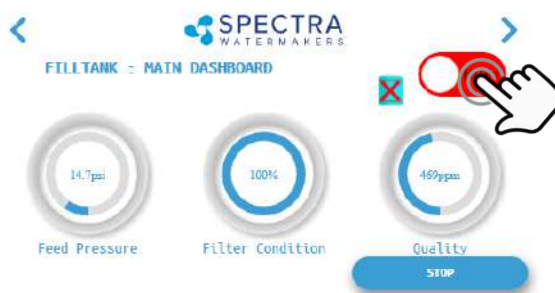 SPECTRA
WATERMAKERS
FILLTANK - MAIN DASHBOARD
14.7psi
100%
469ppm
Feed Pressure
Filter Condition
Quality
STOP